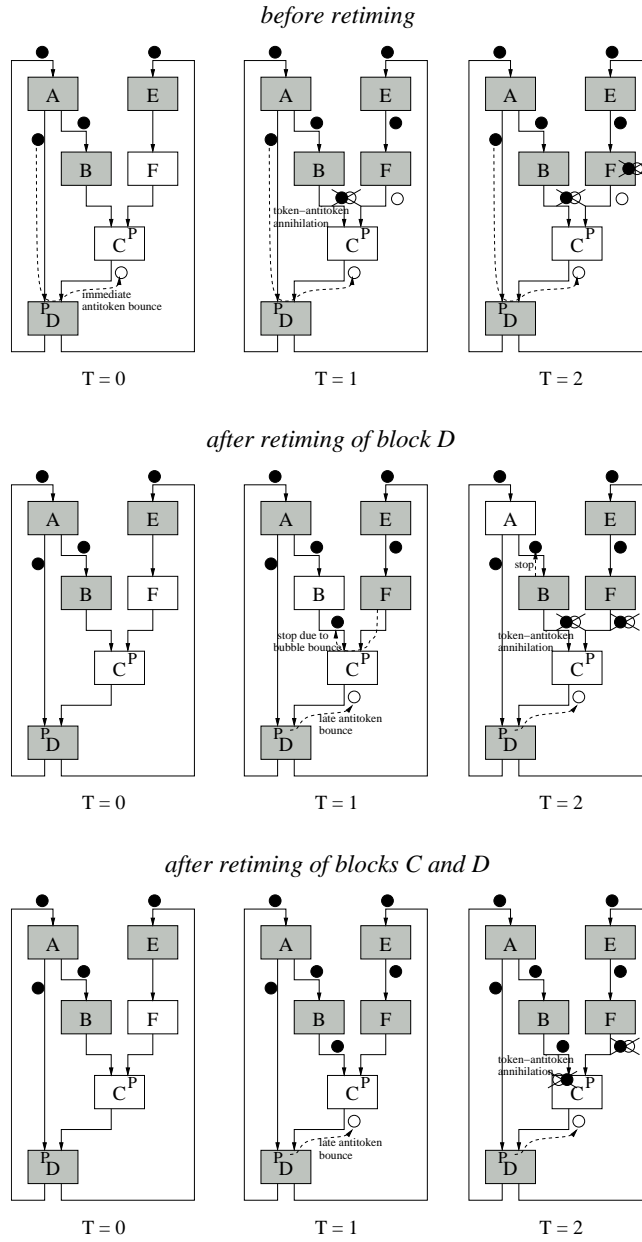 before retiming
A E A E A E
B F B F B F
token−antitoken
annihilation
C P C P C P
immediate
antitoken bounce
P D P D P D
T = 0 T = 1 T = 2
after retiming of block D
A E A E A E
stop
B F B F B F
stop due to
bubble bounce
token−antitoken
annihilation
C P C P C P
late antitoken
bounce
P D P D P D
T = 0 T = 1 T = 2
after retiming of blocks C and D
A E A E A E
B F B F B F
token−antitoken
annihilation
C P C P C P
late antitoken
bounce
P D P D P D
T = 0 T = 1 T = 2